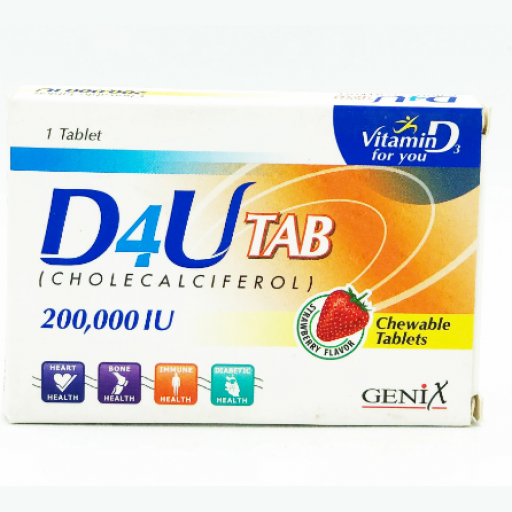 1 Tablet
Vitamin D3
for you
D4U TAB
(CHOLECALCIFEROL)
200,000 IU
STRAWBERRY FLAVOR
Chewable
Tablets
HEART
HEALTH
BONE
HEALTH
IMMUNE
HEALTH
DIABETIC
HEALTH
GENIX